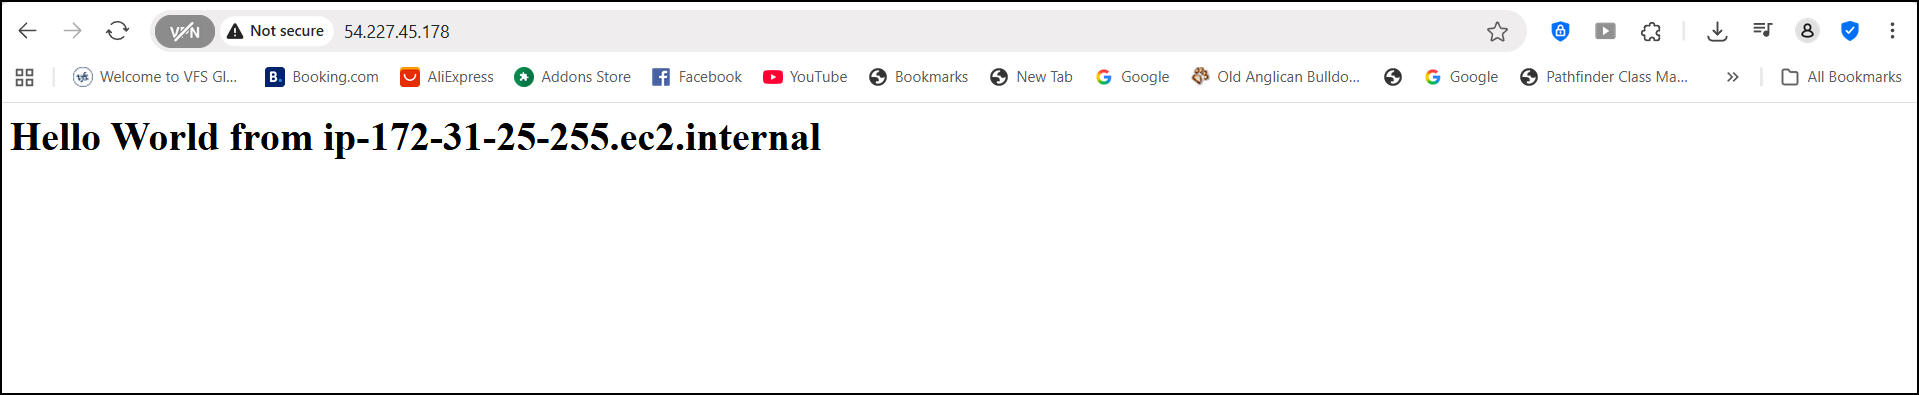 VPN Not secure 54.227.45.178
Welcome to VFS Gl... B. Booking.com AliExpress Addons Store Facebook YouTube Bookmarks New Tab Google Old Anglican Bulldo... Google Pathfinder Class Ma... » All Bookmarks
Hello World from ip-172-31-25-255.ec2.internal